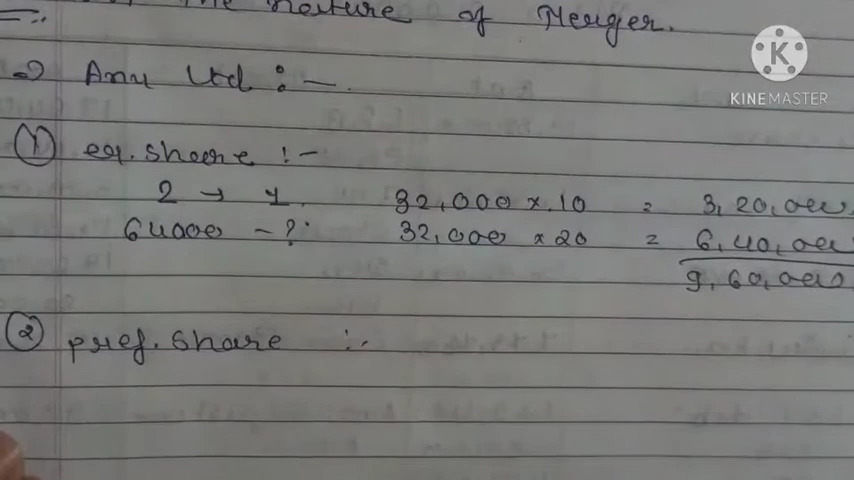 The Nature of Merger.
K
KINEMASTER
=> Anu Ltd :-
(1) eq. share :-
2 → 1 32,000 x 10 = 3,20,000
64000 - ? 32,000 x 20 = 6,40,000
9,60,000
(2) pref. share :-